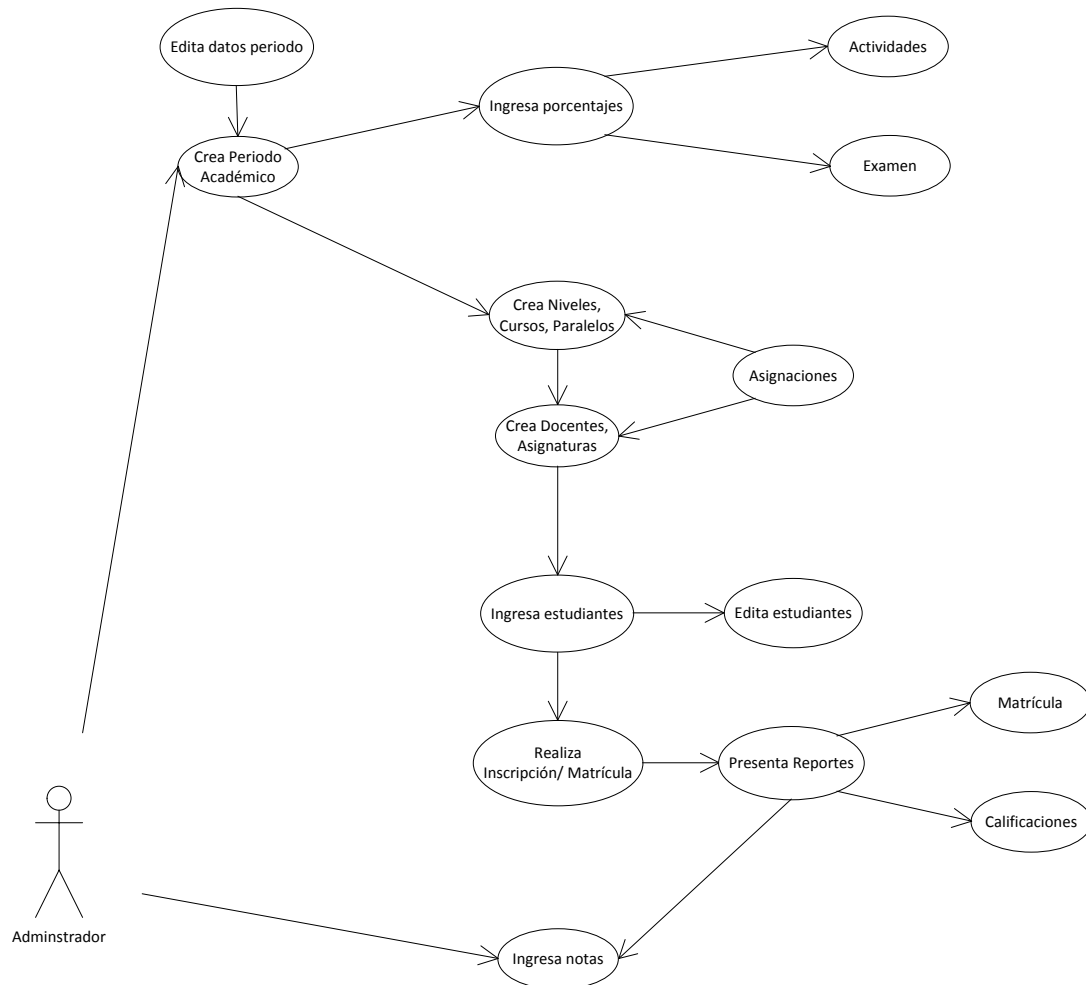 Edita datos periodo
Actividades
Ingresa porcentajes
Crea Periodo
Académico
Examen
Crea Niveles,
Cursos, Paralelos
Asignaciones
Crea Docentes,
Asignaturas
Ingresa estudiantes
Edita estudiantes
Matrícula
Realiza
Inscripción/ Matrícula
Presenta Reportes
Calificaciones
Adminstrador
Ingresa notas